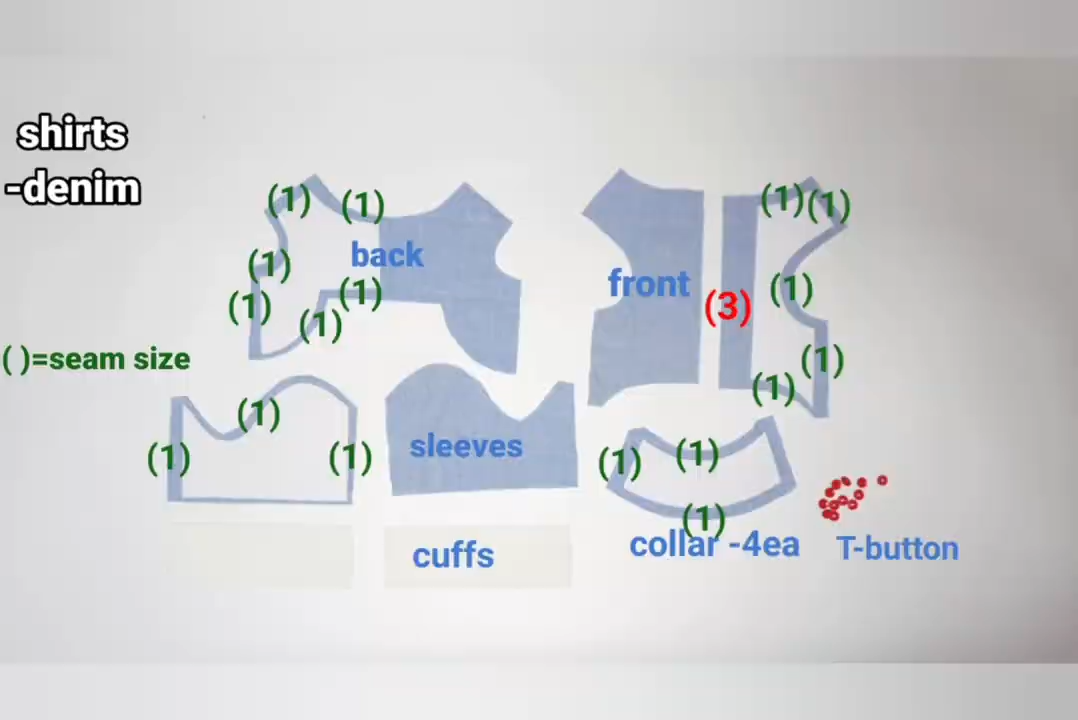 shirts
-denim
(1)
(1)
(1)
(1)
back
(1)
(1)
front
(3)
(1)
(1)
(1)
(1)
(1)
( )=seam size
(1)
(1)
(1)
sleeves
(1)
(1)
(1)
cuffs
collar -4ea
T-button